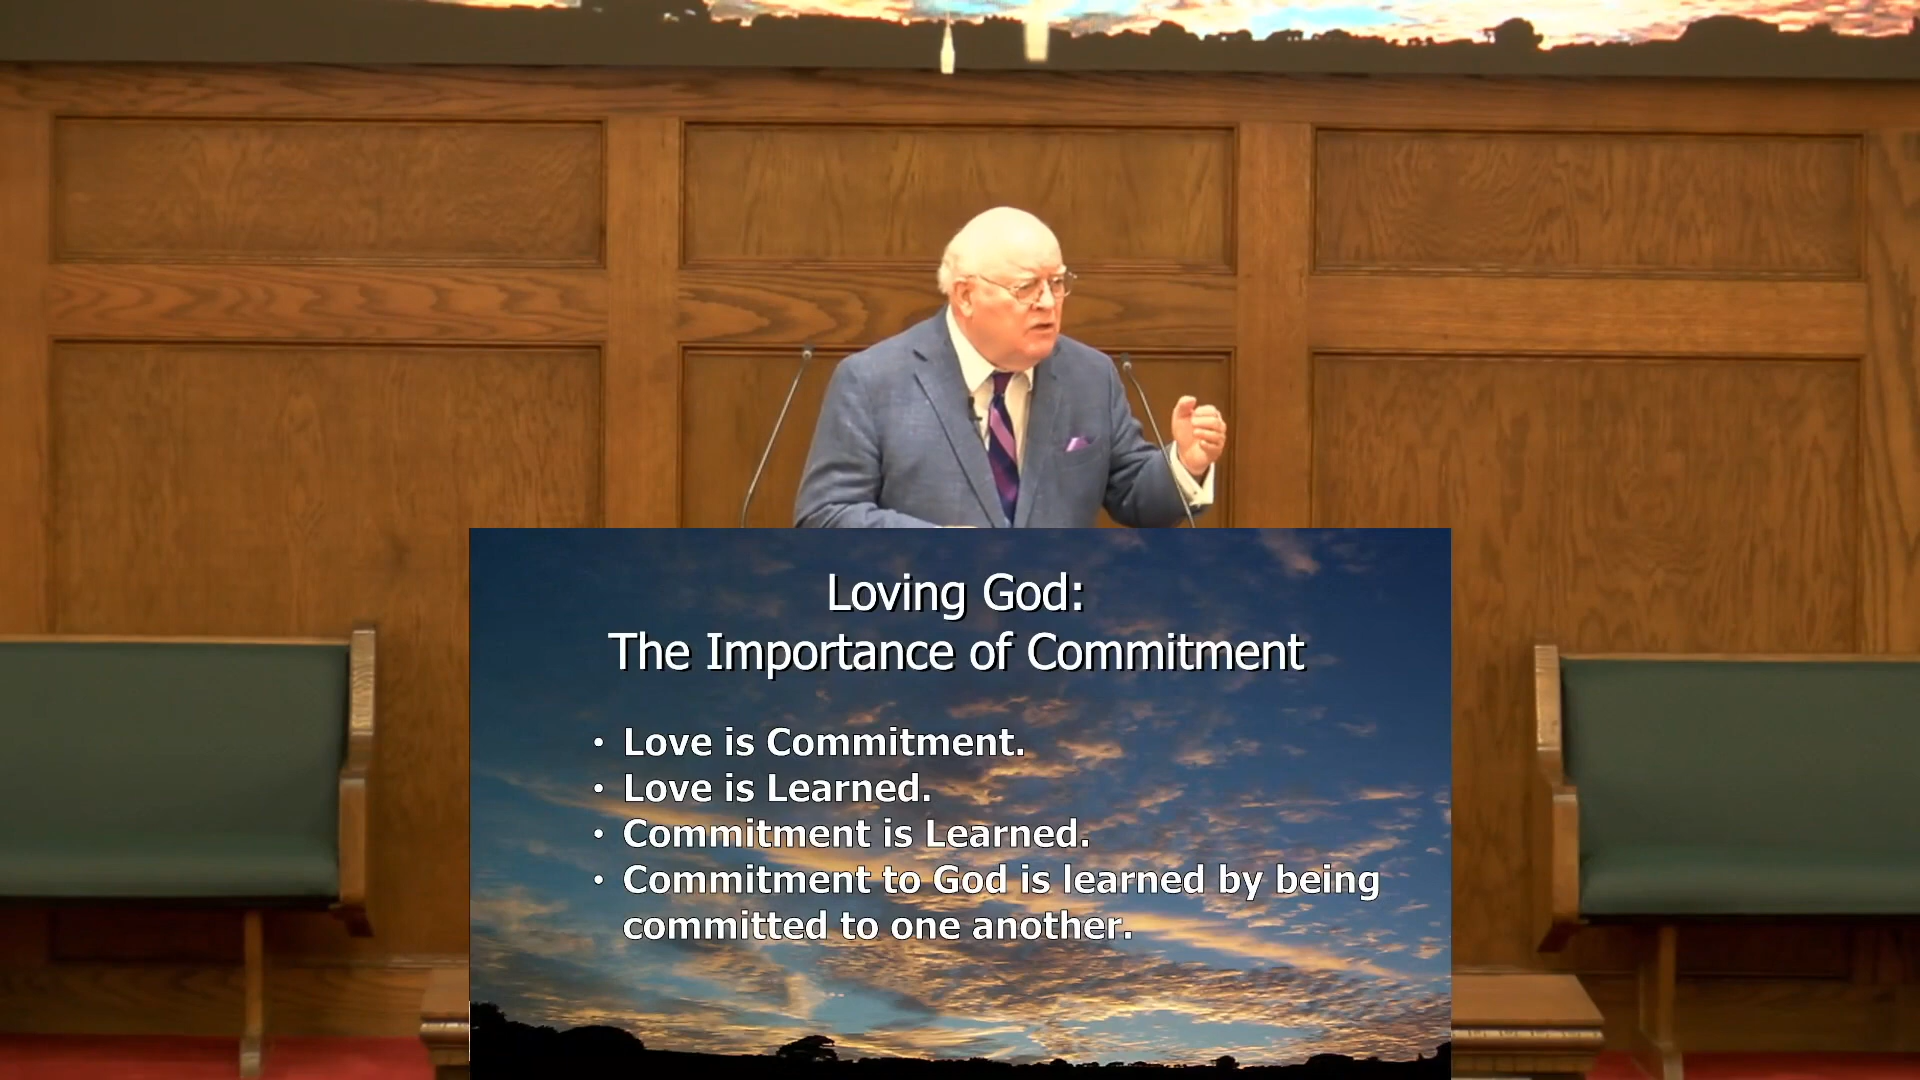 Loving God:
The Importance of Commitment
• Love is Commitment.
• Love is Learned.
• Commitment is Learned.
• Commitment to God is learned by being
committed to one another.